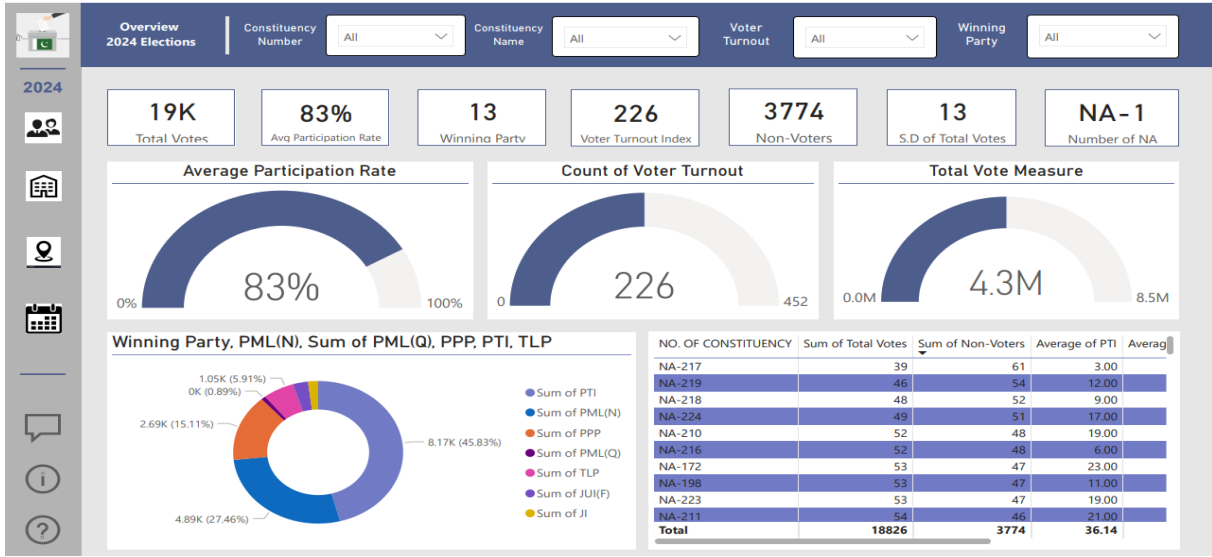 Overview
2024 Elections
Constituency
Number
All
Constituency
Name
All
Voter
Turnout
All
Winning
Party
All
2024
19K
Total Votes
83%
Avg Participation Rate
13
Winning Party
226
Voter Turnout Index
3774
Non-Voters
13
S.D of Total Votes
NA-1
Number of NA
Average Participation Rate
83%
0%
100%
Count of Voter Turnout
226
0
452
Total Vote Measure
4.3M
0.0M
8.5M
Winning Party, PML(N), Sum of PML(Q), PPP, PTI, TLP
1.05K (5.91%)
0K (0.89%)
2.69K (15.11%)
4.89K (27.46%)
8.17K (45.83%)
Sum of PTI
Sum of PML(N)
Sum of PPP
Sum of PML(Q)
Sum of TLP
Sum of JUI(F)
Sum of JI
NO. OF CONSTITUENCY Sum of Total Votes Sum of Non-Voters Average of PTI Averag
NA-217 39 61 3.00
NA-219 46 54 12.00
NA-218 48 52 9.00
NA-224 49 51 17.00
NA-210 52 48 19.00
NA-216 52 48 6.00
NA-172 53 47 23.00
NA-198 53 47 11.00
NA-223 53 47 19.00
NA-211 54 46 21.00
Total 18826 3774 36.14